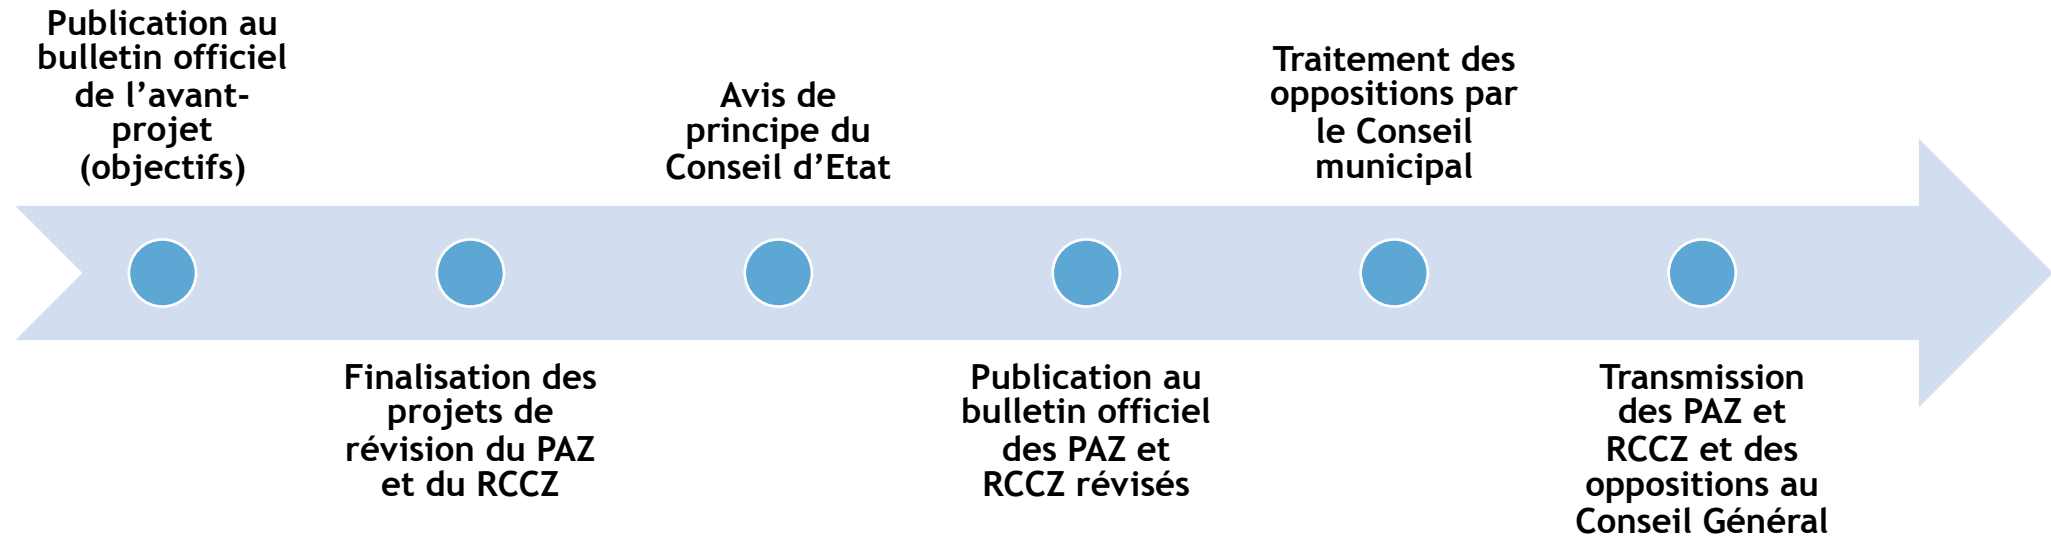 Publication au
bulletin officiel
de l’avant-
projet
(objectifs)
Finalisation des
projets de
révision du PAZ
et du RCCZ
Avis de
principe du
Conseil d’Etat
Publication au
bulletin officiel
des PAZ et
RCCZ révisés
Traitement des
oppositions par
le Conseil
municipal
Transmission
des PAZ et
RCCZ et des
oppositions au
Conseil Général